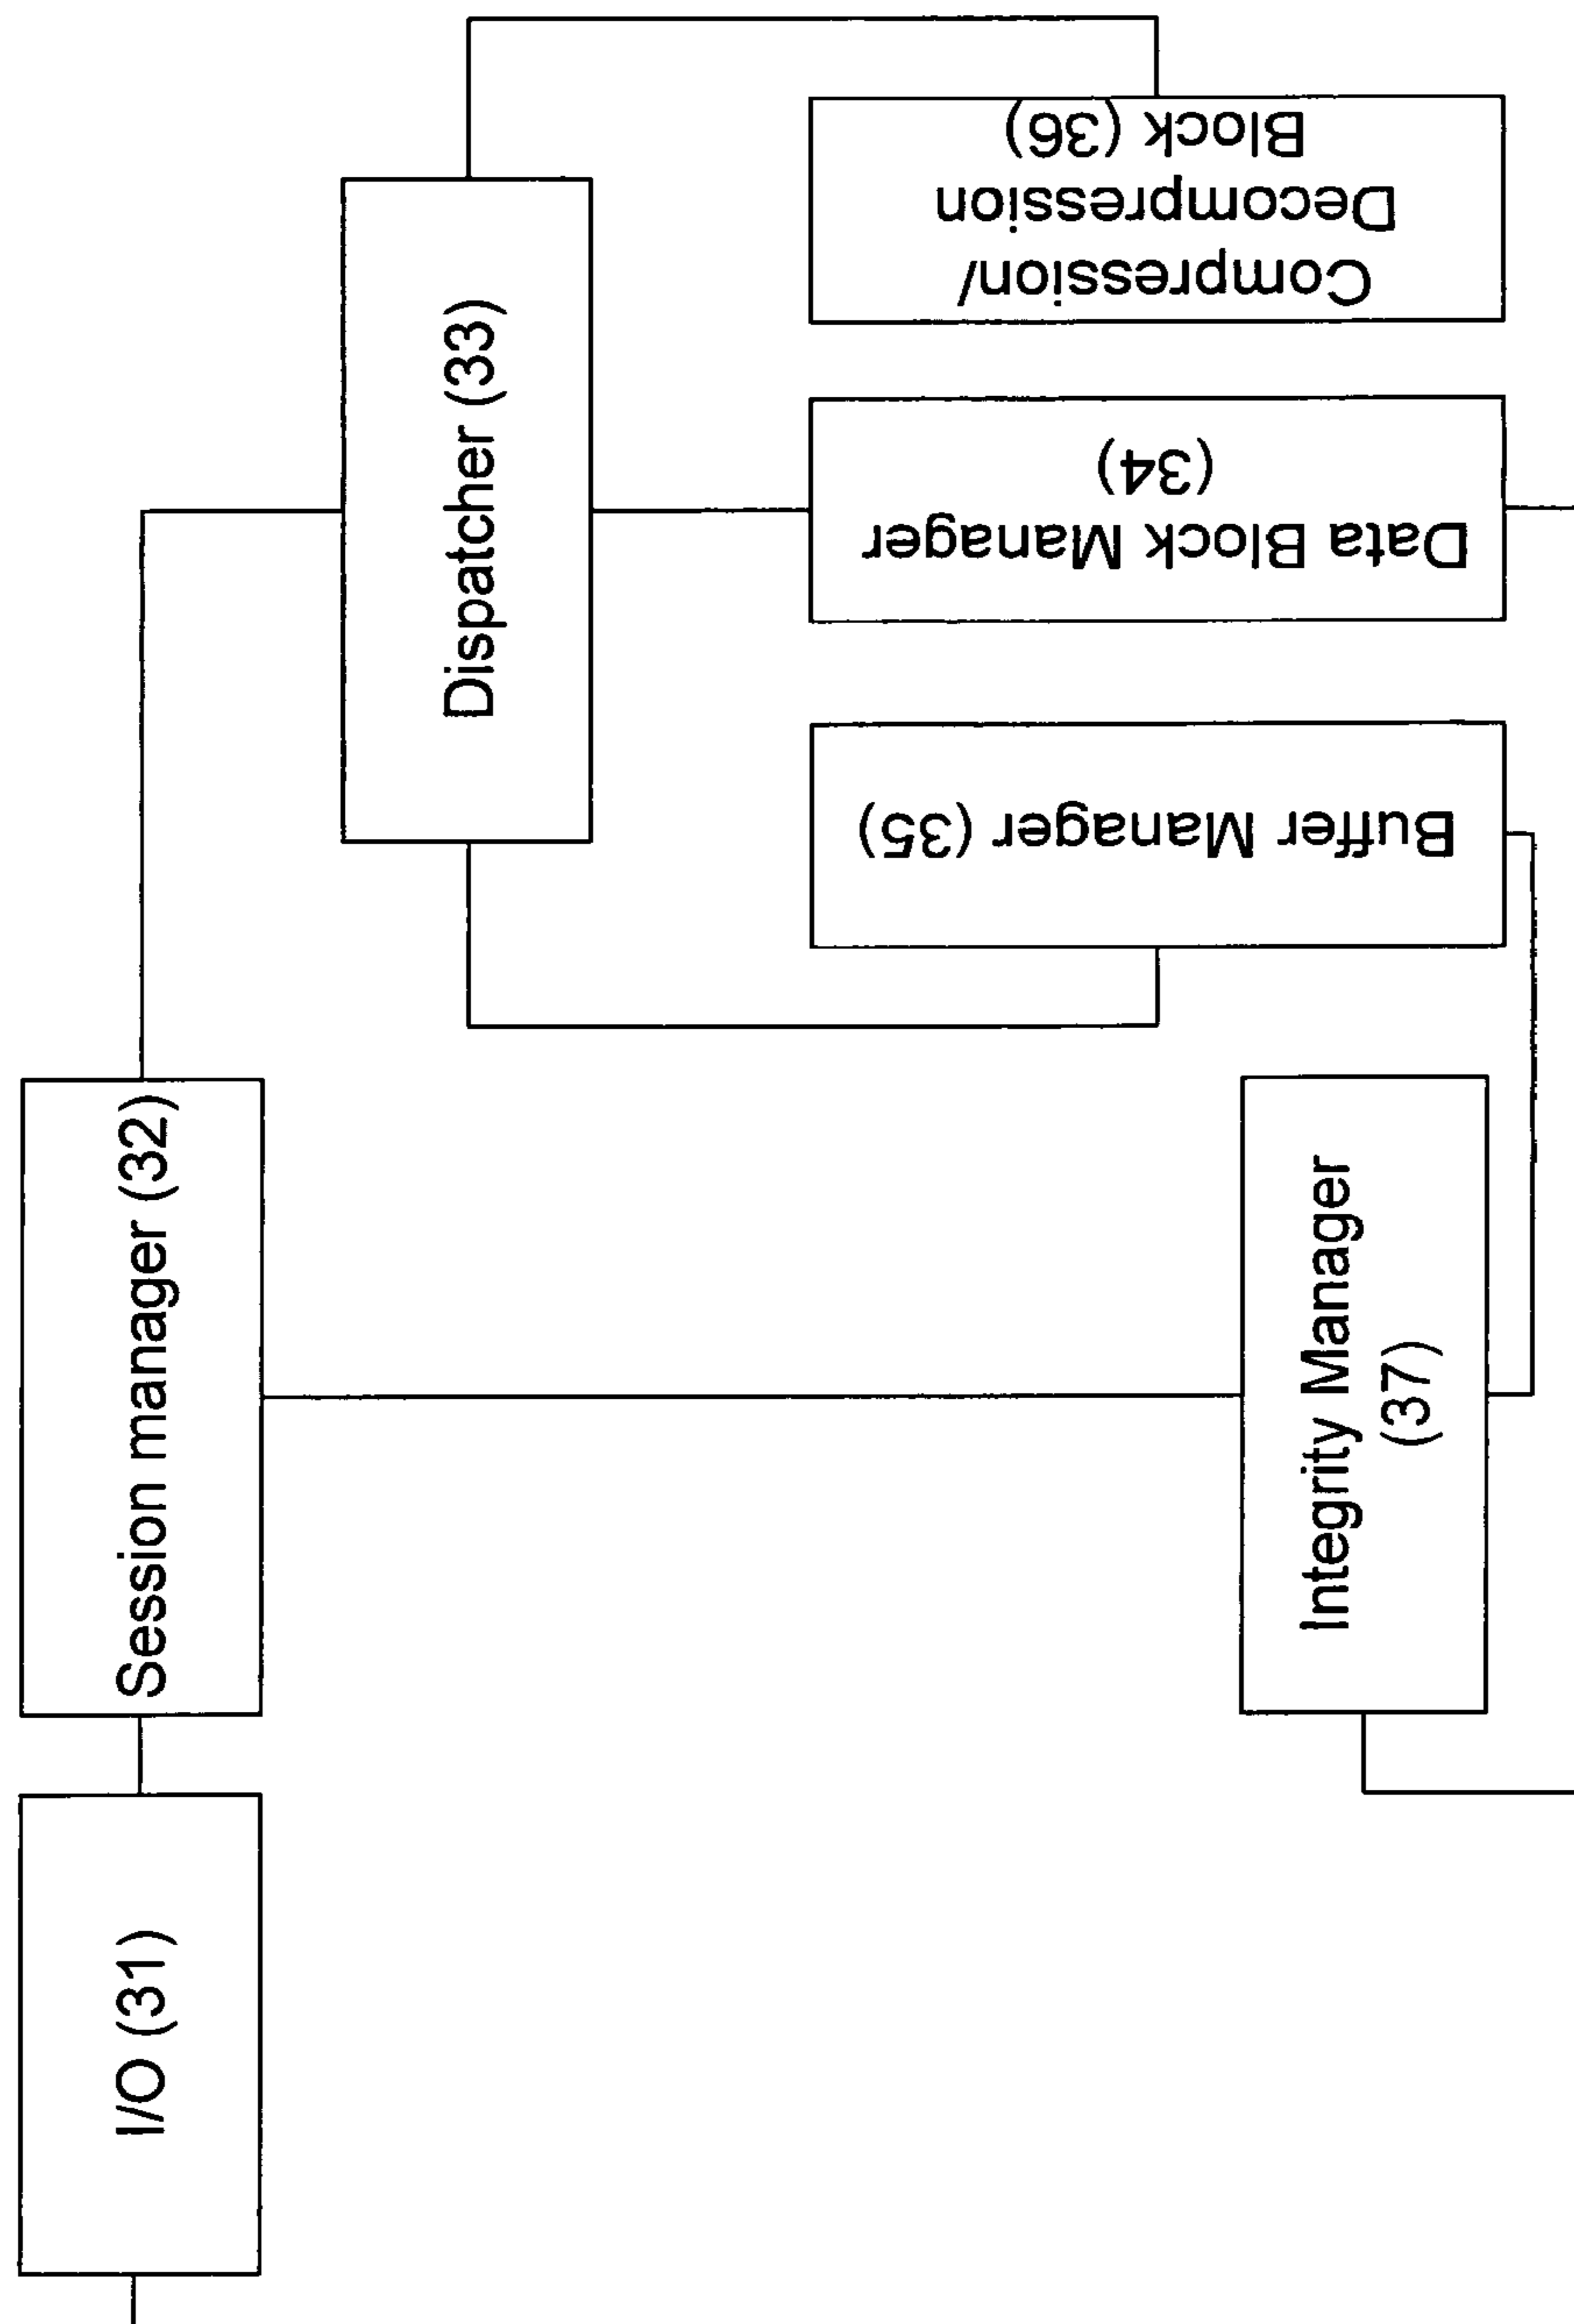 I/O (31)
Session manager (32)
Dispatcher (33)
Integrity Manager
(37)
Buffer Manager (35)
Data Block Manager
(34)
Compression/
Decompression
Block (36)